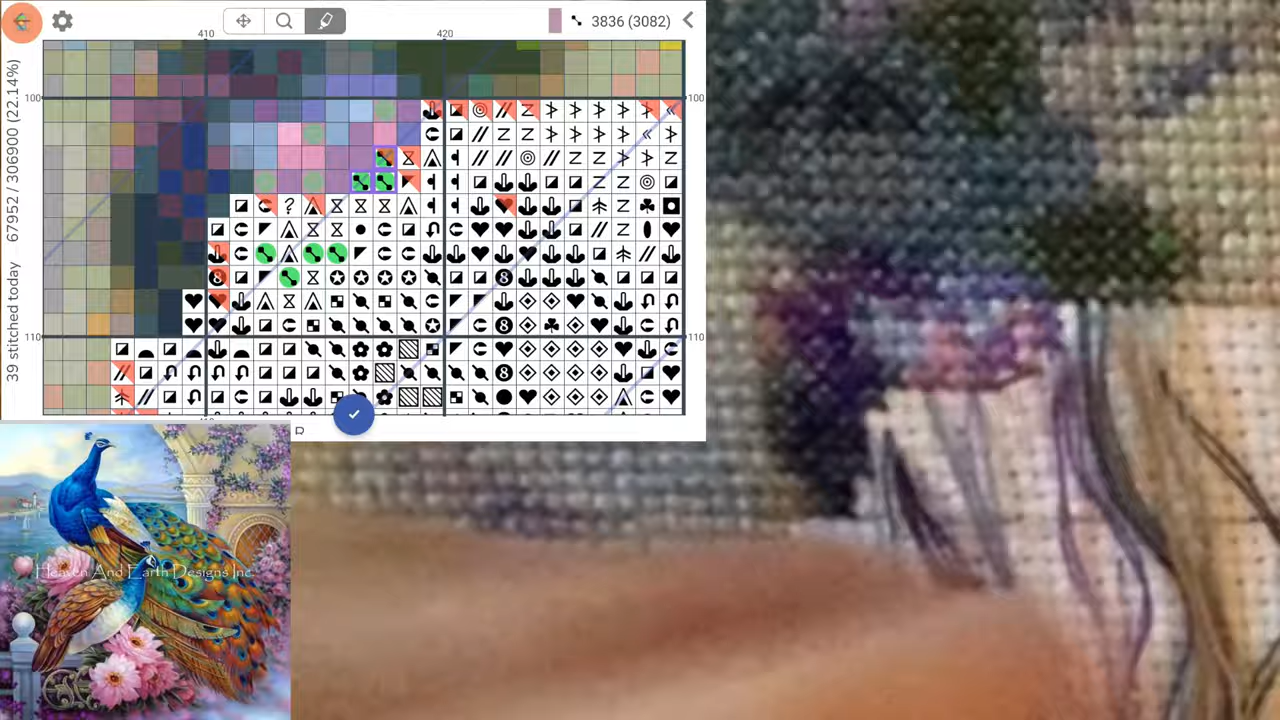 3836 (3082)
410
420
100
100
110
110
67952 / 306900 (22.14%)
39 stitched today
Heaven And Earth Designs Inc.